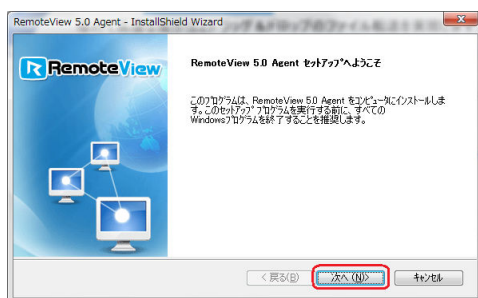 RemoteView 5.0 Agent - InstallShield Wizard
RemoteView
RemoteView 5.0 Agent セットアップへようこそ
このプログラムは、RemoteView 5.0 Agent をコンピュータにインストールしま
す。このセットアップ プログラムを実行する前に、すべての
Windowsプログラムを終了することを推奨します。
< 戻る(B)
次へ (N)>
キャンセル